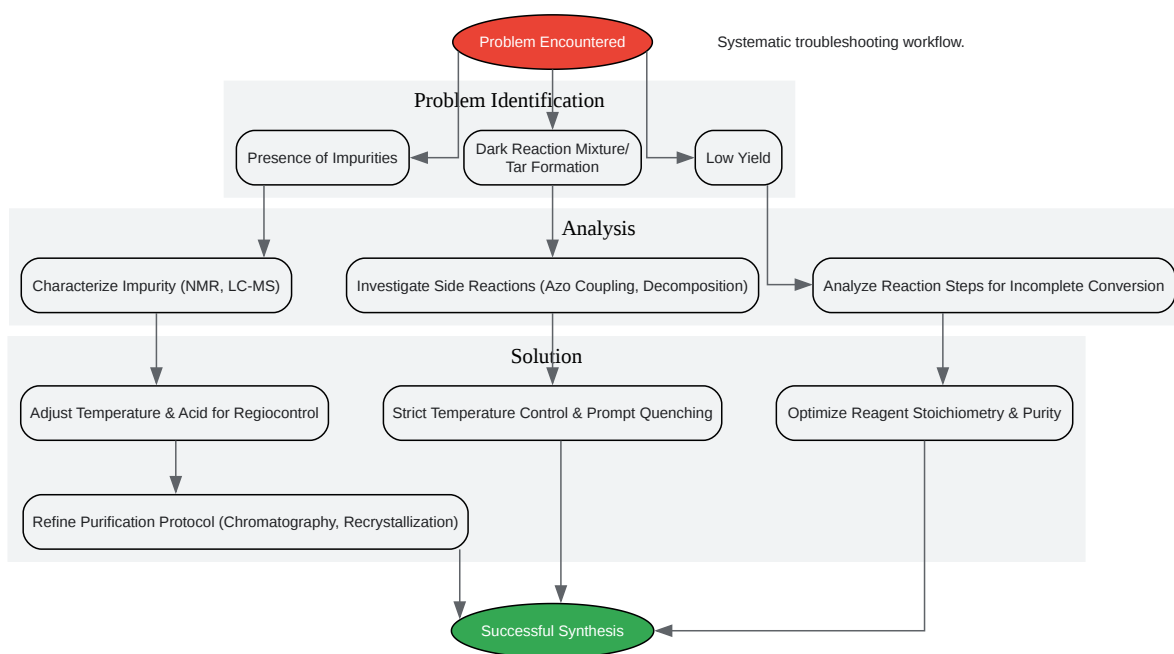 Problem Encountered
Systematic troubleshooting workflow.
Problem Identification
Presence of Impurities
Dark Reaction Mixture/
Tar Formation
Low Yield
Analysis
Characterize Impurity (NMR, LC-MS)
Investigate Side Reactions (Azo Coupling, Decomposition)
Analyze Reaction Steps for Incomplete Conversion
Solution
Adjust Temperature & Acid for Regiocontrol
Strict Temperature Control & Prompt Quenching
Optimize Reagent Stoichiometry & Purity
Refine Purification Protocol (Chromatography, Recrystallization)
Successful Synthesis